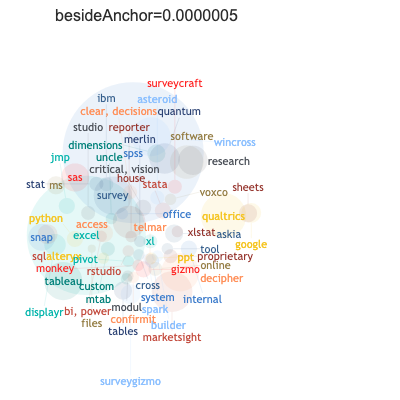 besideAnchor=0.0000005
surveycraft
ibm asteroid
clear, decisions quantum
studio reporter
merlin software
dimensions wincross
jmp uncle spss
critical, vision research
sas house
stat ms stata
survey voxco sheets
python office qualtrics
access telmar
snap excel xl xlstat askia
google
sql alteryx pivot tool
ppt proprietary
monkey rstudio gizmo online
tableau decipher
custom cross
mtab system internal
displayr bi, power modul spark
files confirmit builder
tables
marketsight
surveygizmo